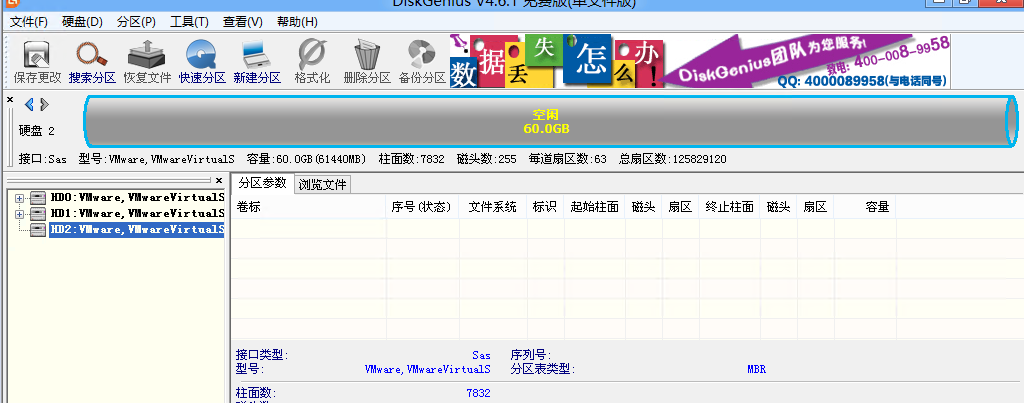 DiskGenius V4.6.1 免费版(单文件版)
文件(F) 硬盘(D) 分区(P) 工具(T) 查看(V) 帮助(H)
保存更改 搜索分区 恢复文件 快速分区 新建分区 格式化 删除分区 备份分区
数据丢失怎么办!
DiskGenius团队为您服务!
致电: 400-008-9958
QQ: 4000089958(与电话同号)
空闲
60.0GB
硬盘 2
接口:Sas 型号:VMware,VMwareVirtualS 容量:60.0GB(61440MB) 柱面数:7832 磁头数:255 每道扇区数:63 总扇区数:125829120
分区参数 浏览文件
HD0:VMware,VMwareVirtualS
HD1:VMware,VMwareVirtualS
HD2:VMware,VMwareVirtualS
卷标 序号(状态) 文件系统 标识 起始柱面 磁头 扇区 终止柱面 磁头 扇区 容量
接口类型: Sas 序列号:
型号: VMware,VMwareVirtualS 分区表类型: MBR
柱面数: 7832